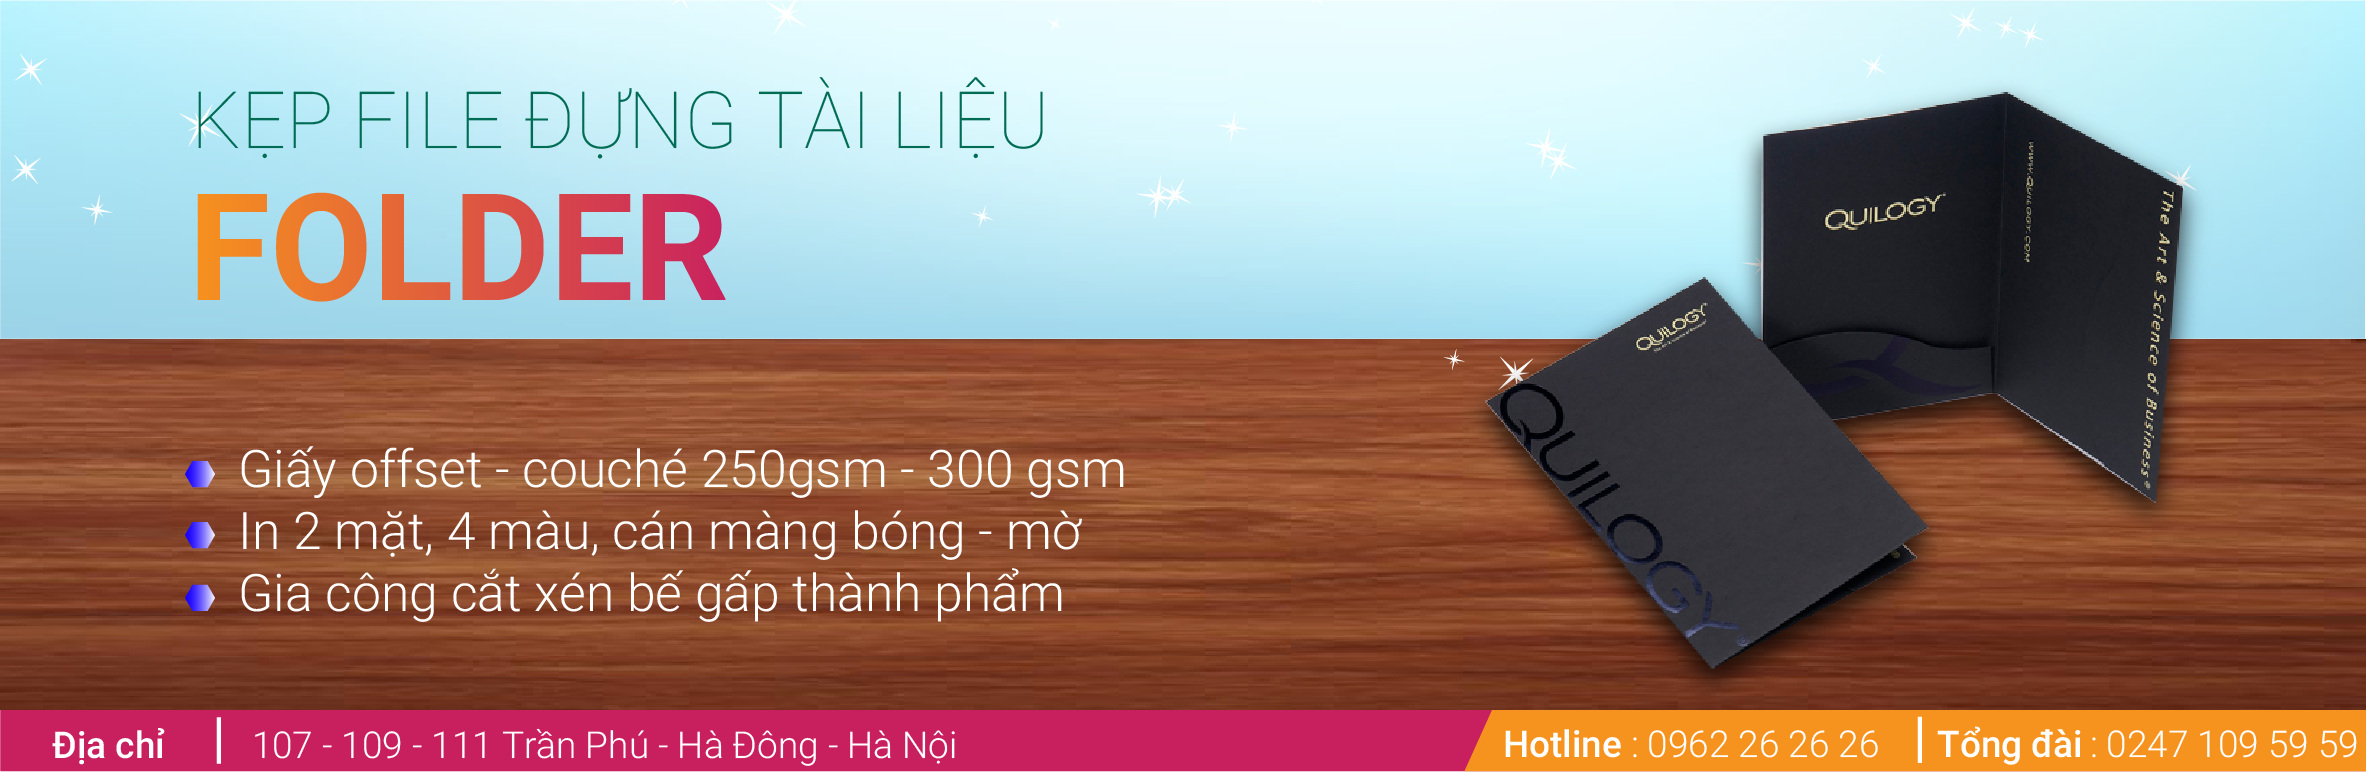 KẸP FILE ĐỰNG TÀI LIỆU
FOLDER
Giấy offset - couché 250gsm - 300 gsm
In 2 mặt, 4 màu, cán màng bóng - mờ
Gia công cắt xén bế gấp thành phẩm
QUILOGY
www.QUILOGY.COM
The Art & Science of Business®
QUILOGY
QUILOGY
Địa chỉ | 107 - 109 - 111 Trần Phú - Hà Đông - Hà Nội
Hotline : 0962 26 26 26 | Tổng đài : 0247 109 59 59